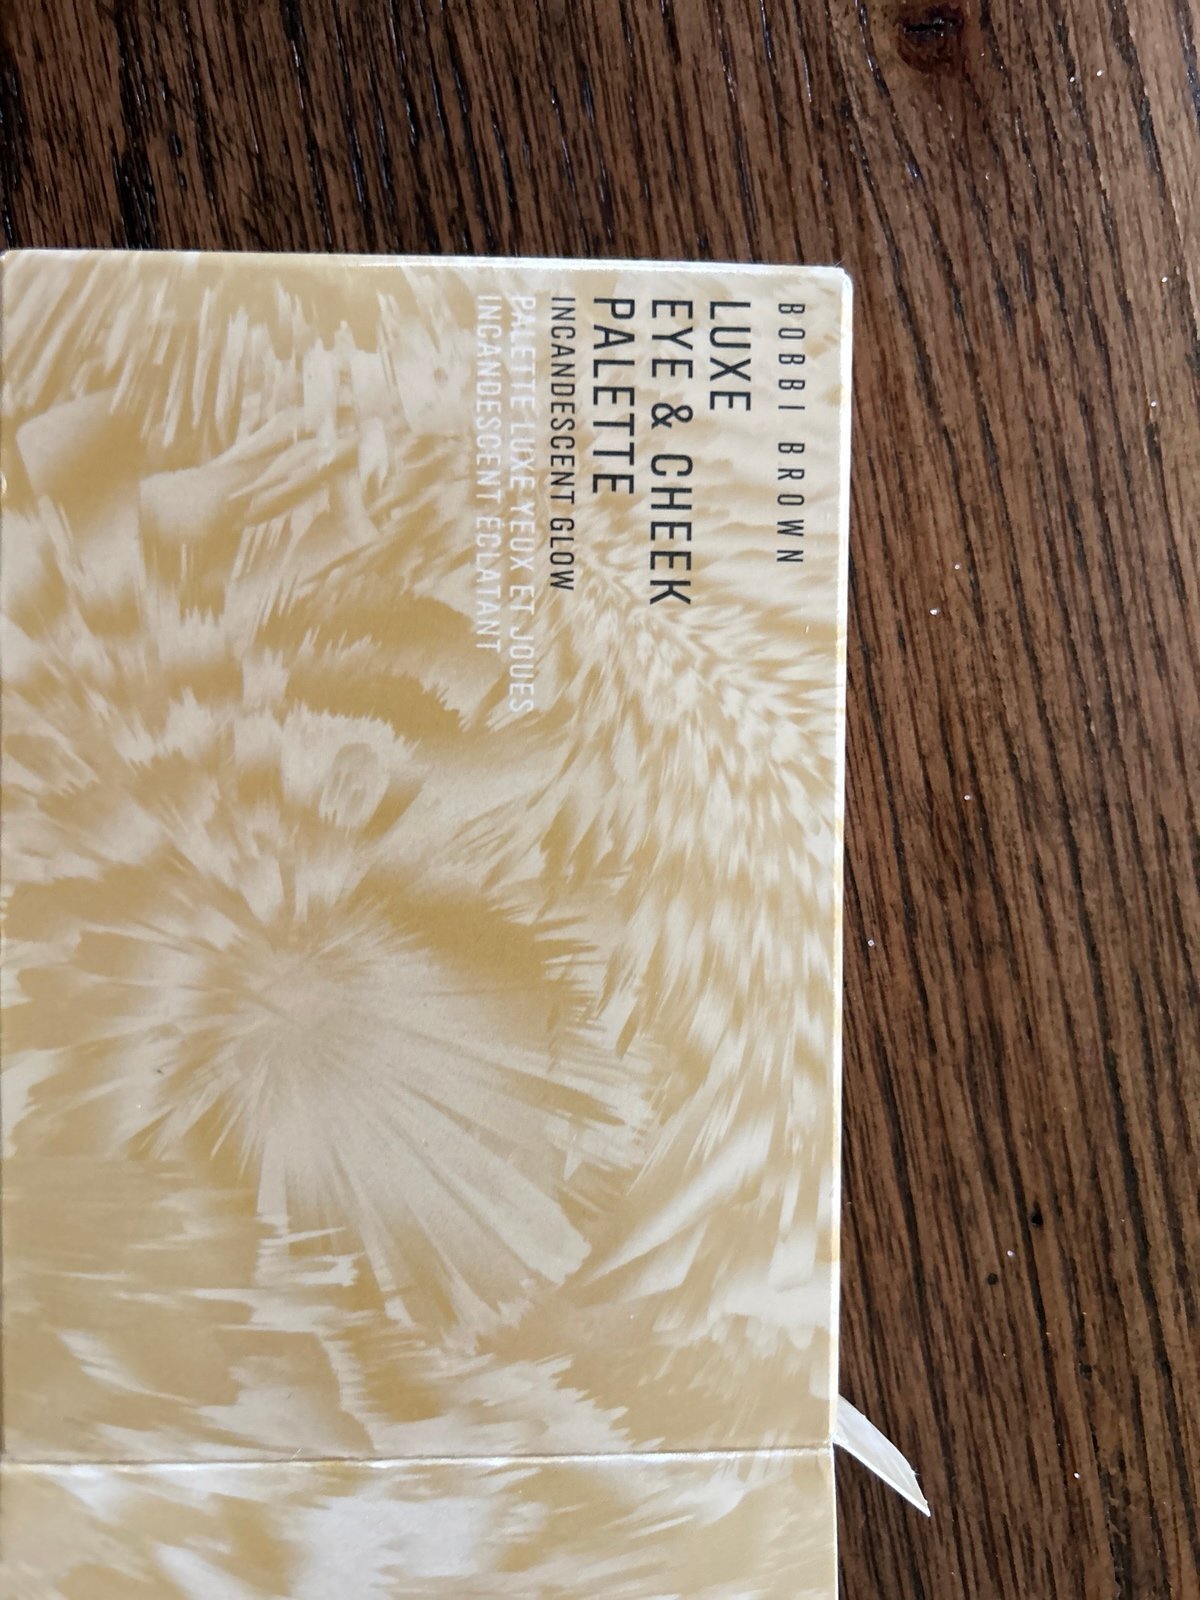 BOBBI BROWN
LUXE
EYE & CHEEK
PALETTE
INCANDESCENT GLOW
PALETTE LUXE YEUX ET JOUES
INCANDESCENT ÉCLATANT